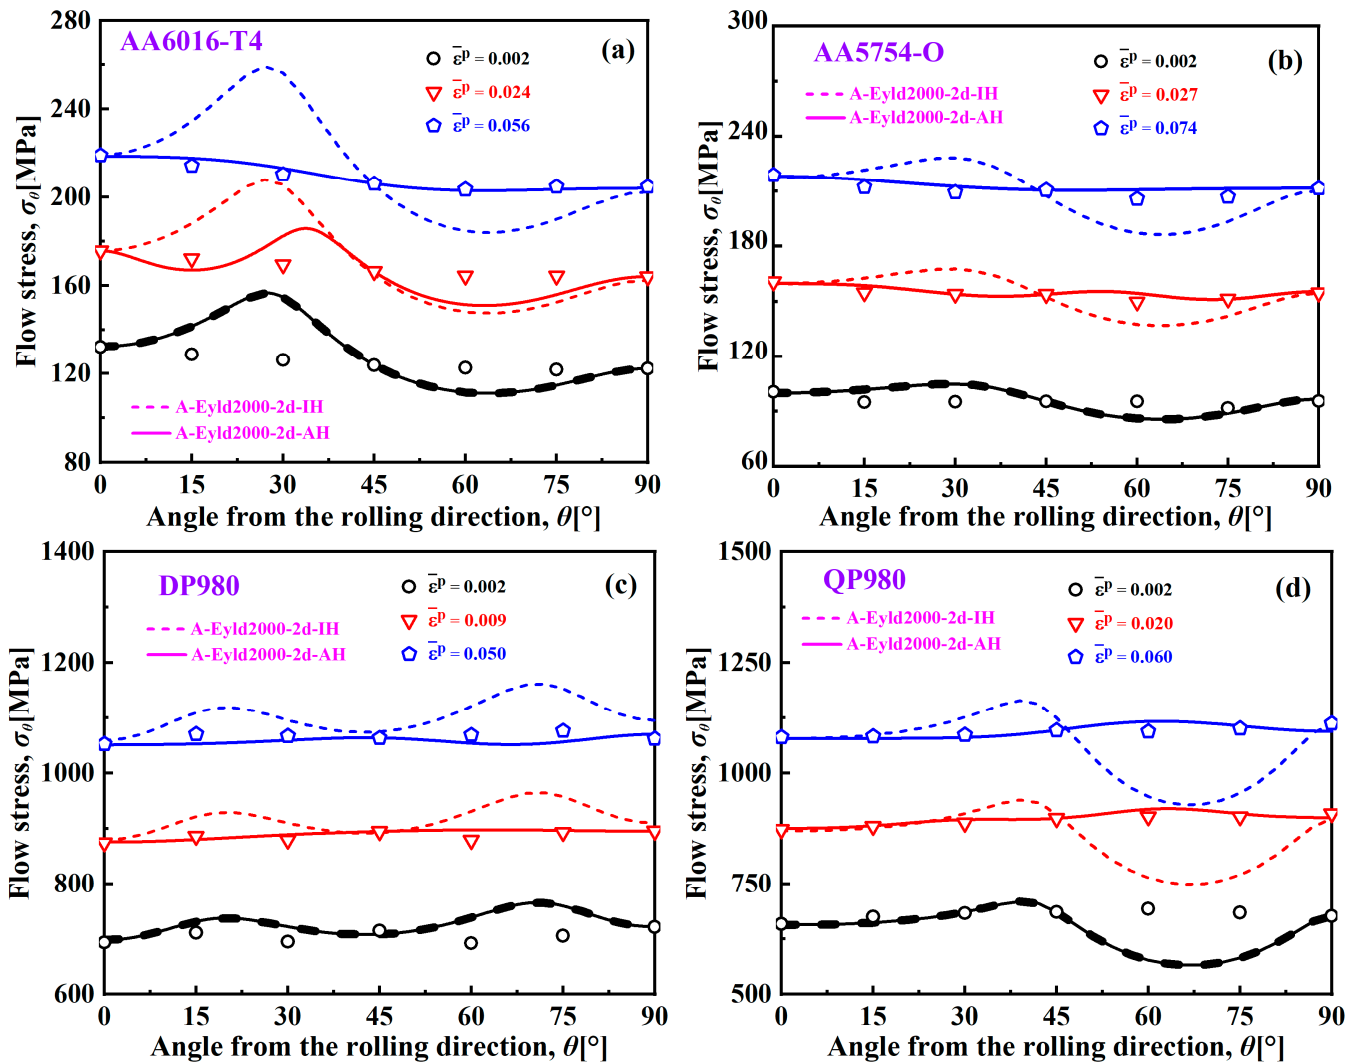 AA6016-T4
(a)
ε̄ᵖ = 0.002
ε̄ᵖ = 0.024
ε̄ᵖ = 0.056
A-Eyld2000-2d-IH
A-Eyld2000-2d-AH
Flow stress, σθ[MPa]
280
240
200
160
120
80
0 15 30 45 60 75 90
Angle from the rolling direction, θ[°]
AA5754-O
(b)
ε̄ᵖ = 0.002
ε̄ᵖ = 0.027
ε̄ᵖ = 0.074
A-Eyld2000-2d-IH
A-Eyld2000-2d-AH
Flow stress, σθ[MPa]
300
240
180
120
60
0 15 30 45 60 75 90
Angle from the rolling direction, θ[°]
DP980
(c)
ε̄ᵖ = 0.002
ε̄ᵖ = 0.009
ε̄ᵖ = 0.050
A-Eyld2000-2d-IH
A-Eyld2000-2d-AH
Flow stress, σθ[MPa]
1400
1200
1000
800
600
0 15 30 45 60 75 90
Angle from the rolling direction, θ[°]
QP980
(d)
ε̄ᵖ = 0.002
ε̄ᵖ = 0.020
ε̄ᵖ = 0.060
A-Eyld2000-2d-IH
A-Eyld2000-2d-AH
Flow stress, σθ[MPa]
1500
1250
1000
750
500
0 15 30 45 60 75 90
Angle from the rolling direction, θ[°]